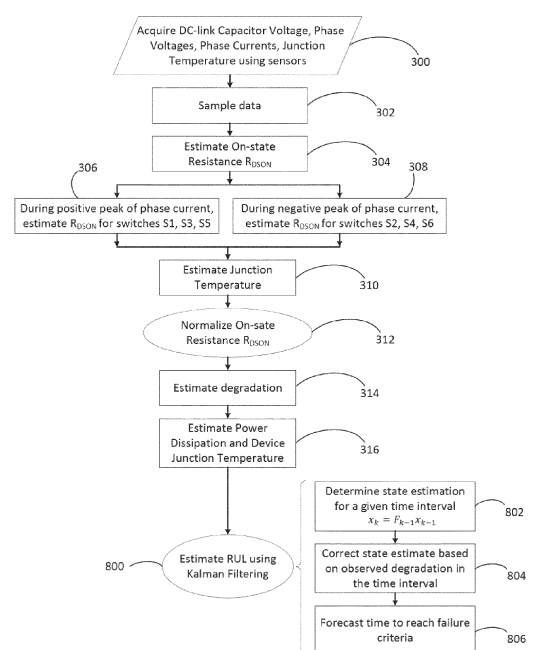 Acquire DC-link Capacitor Voltage, Phase
Voltages, Phase Currents, Junction
Temperature using sensors
300
Sample data
302
Estimate On-state
Resistance RDSON
304
306
308
During positive peak of phase current,
estimate RDSON for switches S1, S3, S5
During negative peak of phase current,
estimate RDSON for switches S2, S4, S6
Estimate Junction
Temperature
310
Normalize On-sate
Resistance RDSON
312
Estimate degradation
314
Estimate Power
Dissipation and Device
Junction Temperature
316
800
Estimate RUL using
Kalman Filtering
Determine state estimation
for a given time interval
xk = Fk−1xk−1
802
Correct state estimate based
on observed degradation in
the time interval
804
Forecast time to reach failure
criteria
806